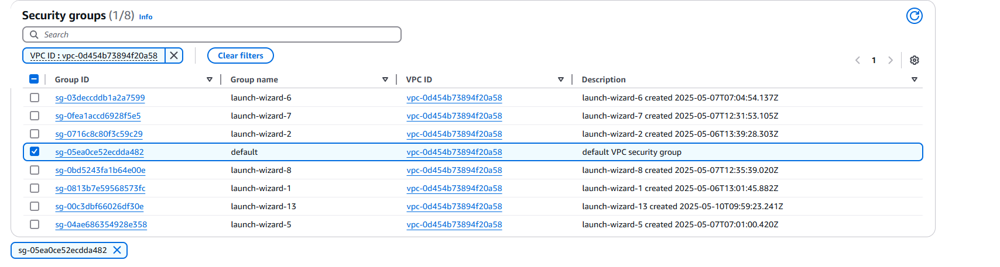 Security groups (1/8) Info
Search
VPC ID : vpc-0d454b73894f20a58 Clear filters
1
Group ID Group name VPC ID Description
sg-03deccddb1a2a7599 launch-wizard-6 vpc-0d454b73894f20a58 launch-wizard-6 created 2025-05-07T07:04:54.137Z
sg-0fea1accd6928f5e5 launch-wizard-7 vpc-0d454b73894f20a58 launch-wizard-7 created 2025-05-07T12:31:53.105Z
sg-0716c8c80f3c59c29 launch-wizard-2 vpc-0d454b73894f20a58 launch-wizard-2 created 2025-05-06T13:39:28.303Z
sg-05ea0ce52ecdda482 default vpc-0d454b73894f20a58 default VPC security group
sg-0bd5243fa1b64e00e launch-wizard-8 vpc-0d454b73894f20a58 launch-wizard-8 created 2025-05-07T12:35:39.020Z
sg-0813b7e59568573fc launch-wizard-1 vpc-0d454b73894f20a58 launch-wizard-1 created 2025-05-06T13:01:45.882Z
sg-00c3dbf66026df30e launch-wizard-13 vpc-0d454b73894f20a58 launch-wizard-13 created 2025-05-10T09:59:23.241Z
sg-04ae686354928e358 launch-wizard-5 vpc-0d454b73894f20a58 launch-wizard-5 created 2025-05-07T07:01:00.420Z
sg-05ea0ce52ecdda482